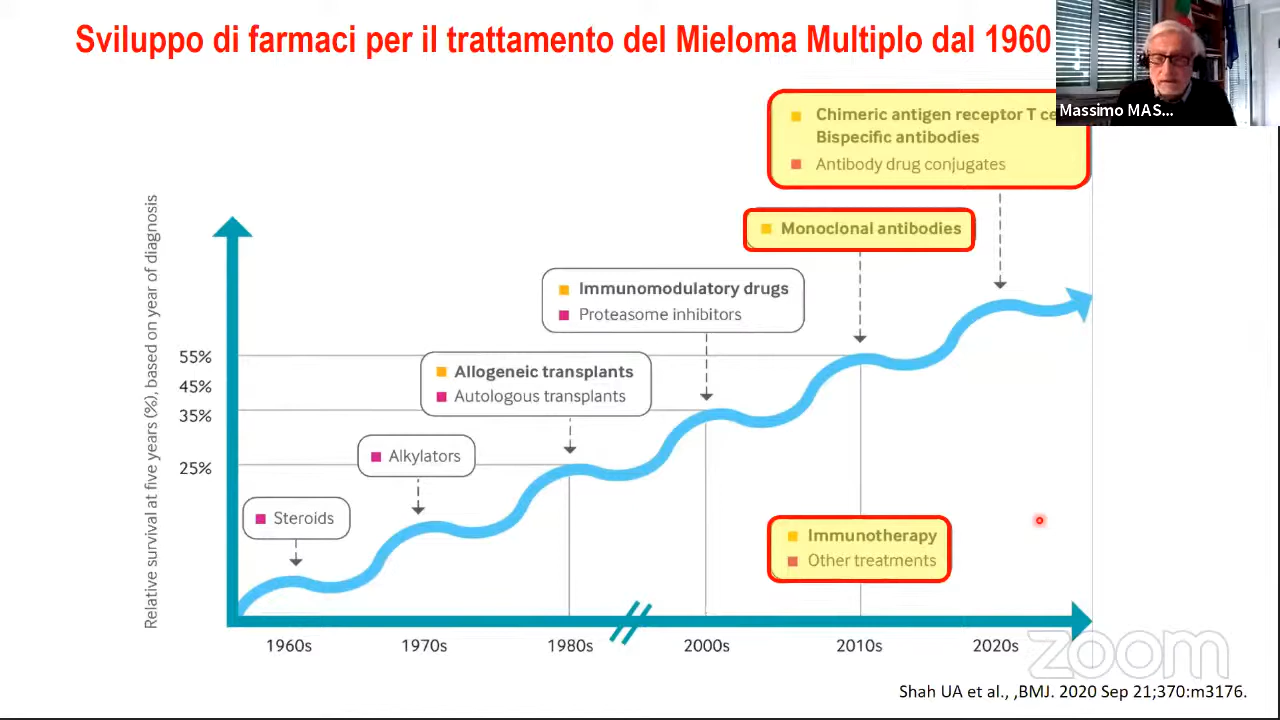 Sviluppo di farmaci per il trattamento del Mieloma Multiplo dal 1960
Massimo MAS...
Chimeric antigen receptor T
Bispecific antibodies
Antibody drug conjugates
Monoclonal antibodies
Immunomodulatory drugs
Proteasome inhibitors
Allogeneic transplants
Autologous transplants
Alkylators
Steroids
Immunotherapy
Other treatments
Relative survival at five years (%), based on year of diagnosis
55%
45%
35%
25%
1960s 1970s 1980s 2000s 2010s 2020s
zoom
Shah UA et al., ,BMJ. 2020 Sep 21;370:m3176.